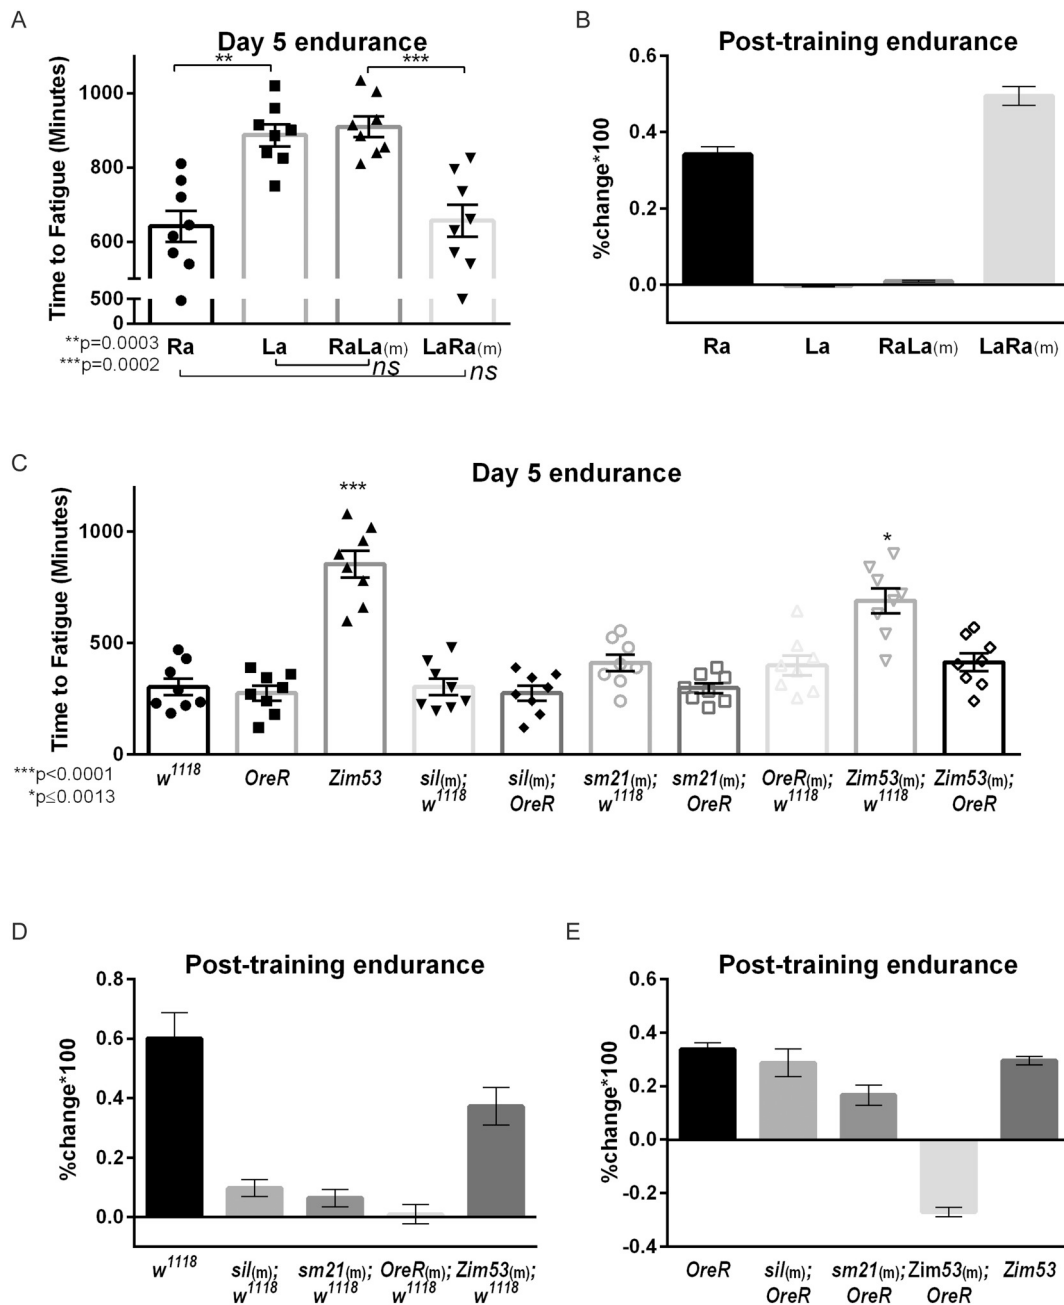 A
Day 5 endurance
**
***
Time to Fatigue (Minutes)
1000
800
600
500
0
Ra La RaLa(m) LaRa(m)
**p=0.0003
***p=0.0002
ns
ns
B
Post-training endurance
%change*100
0.6
0.4
0.2
0.0
Ra La RaLa(m) LaRa(m)
C
Day 5 endurance
***
*
Time to Fatigue (Minutes)
1000
500
0
***p<0.0001
*p≤0.0013
w1118 OreR Zim53 sil(m); sil(m); sm21(m); sm21(m); OreR(m); Zim53(m); Zim53(m);
w1118 OreR w1118 OreR w1118 w1118 OreR
D
Post-training endurance
%change*100
0.8
0.6
0.4
0.2
0.0
w1118 sil(m); sm21(m); OreR(m); Zim53(m);
w1118 w1118 w1118 w1118
E
Post-training endurance
%change*100
0.6
0.4
0.2
0.0
-0.2
-0.4
OreR sil(m); sm21(m); Zim53(m); Zim53
OreR OreR OreR